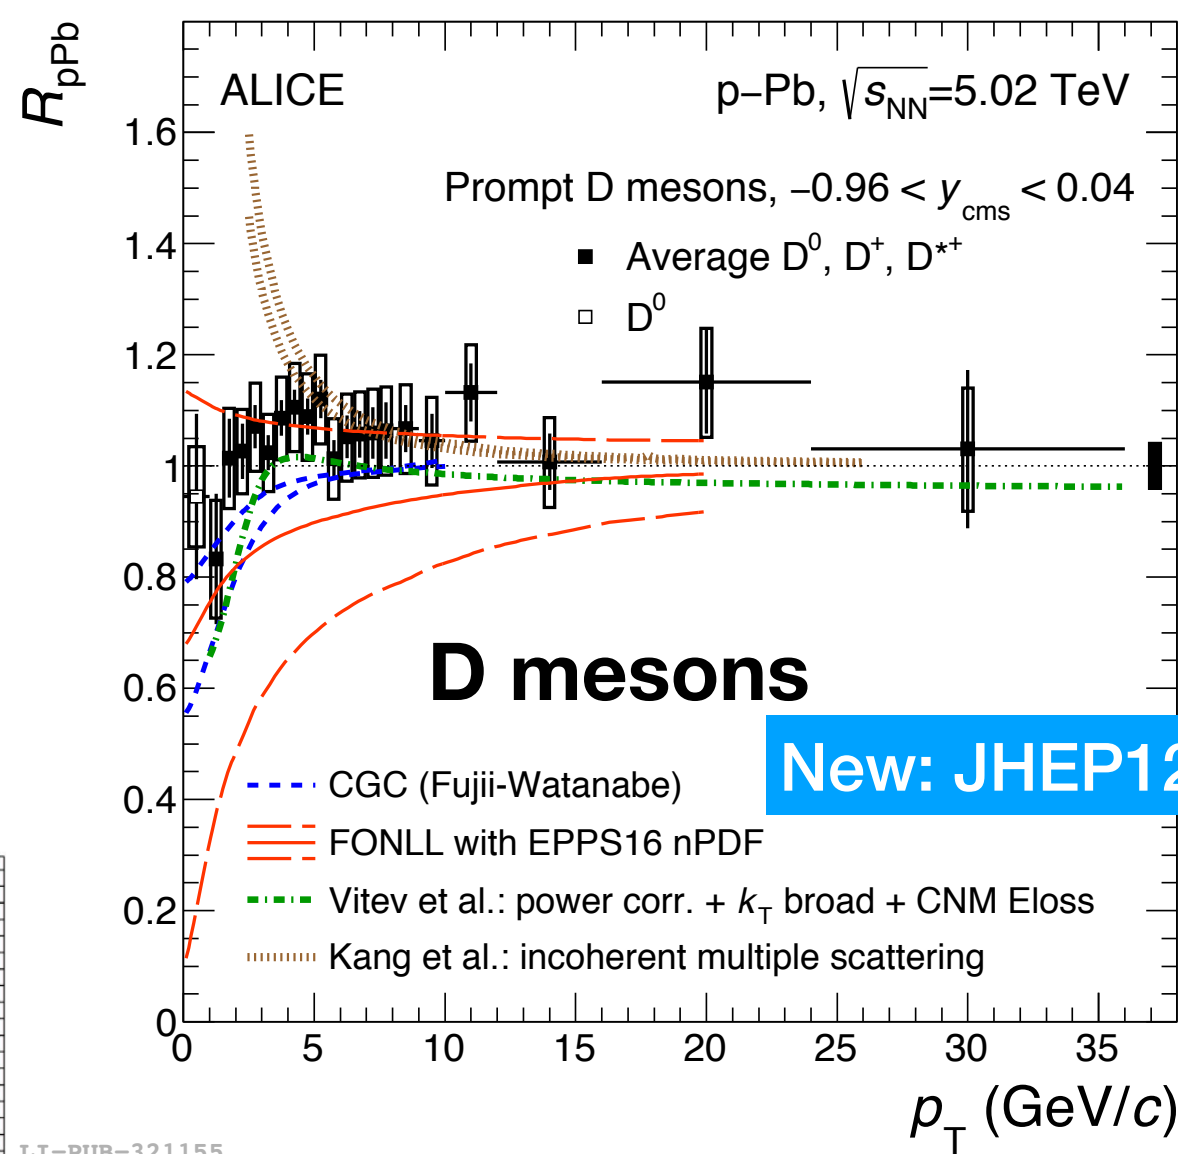 R_pPb
ALICE
p–Pb, √s_NN=5.02 TeV
Prompt D mesons, –0.96 < y_cms < 0.04
Average D⁰, D⁺, D*⁺
D⁰
1.6
1.4
1.2
1
0.8
0.6
0.4
0.2
0
D mesons
New: JHEP12
CGC (Fujii-Watanabe)
FONLL with EPPS16 nPDF
Vitev et al.: power corr. + k_T broad + CNM Eloss
Kang et al.: incoherent multiple scattering
0 5 10 15 20 25 30 35
p_T (GeV/c)
LI-PUB-321155